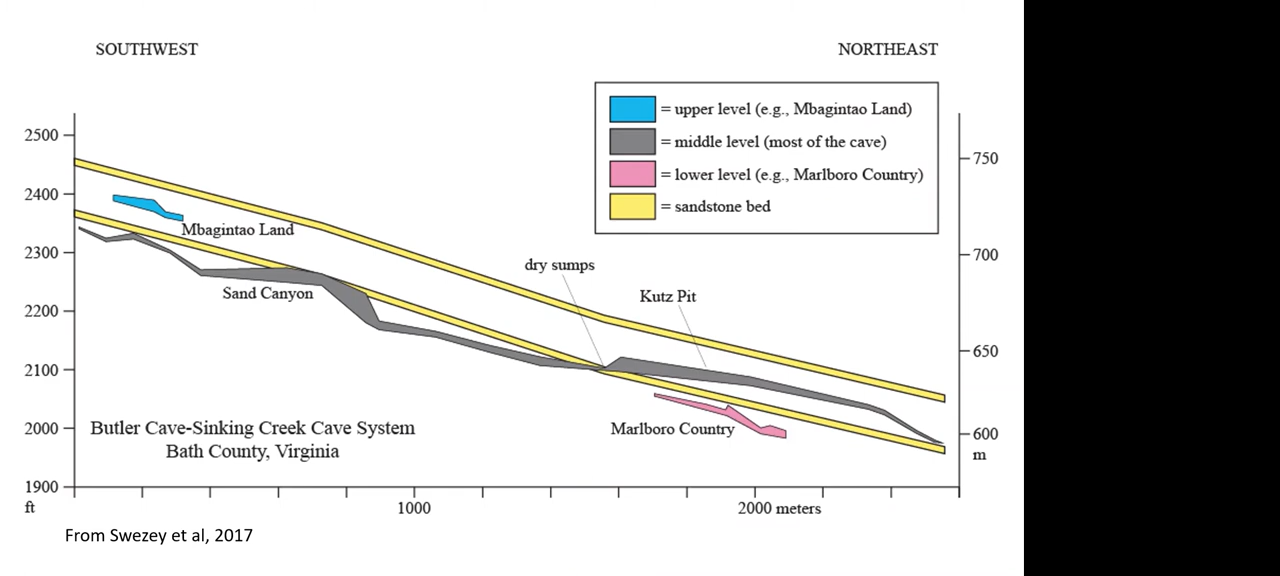 SOUTHWEST
NORTHEAST
= upper level (e.g., Mbagintao Land)
= middle level (most of the cave)
= lower level (e.g., Marlboro Country)
= sandstone bed
2500
2400
2300
2200
2100
2000
1900
ft
750
700
650
600
m
Mbagintao Land
Sand Canyon
dry sumps
Kutz Pit
Marlboro Country
Butler Cave-Sinking Creek Cave System
Bath County, Virginia
1000
2000 meters
From Swezey et al, 2017